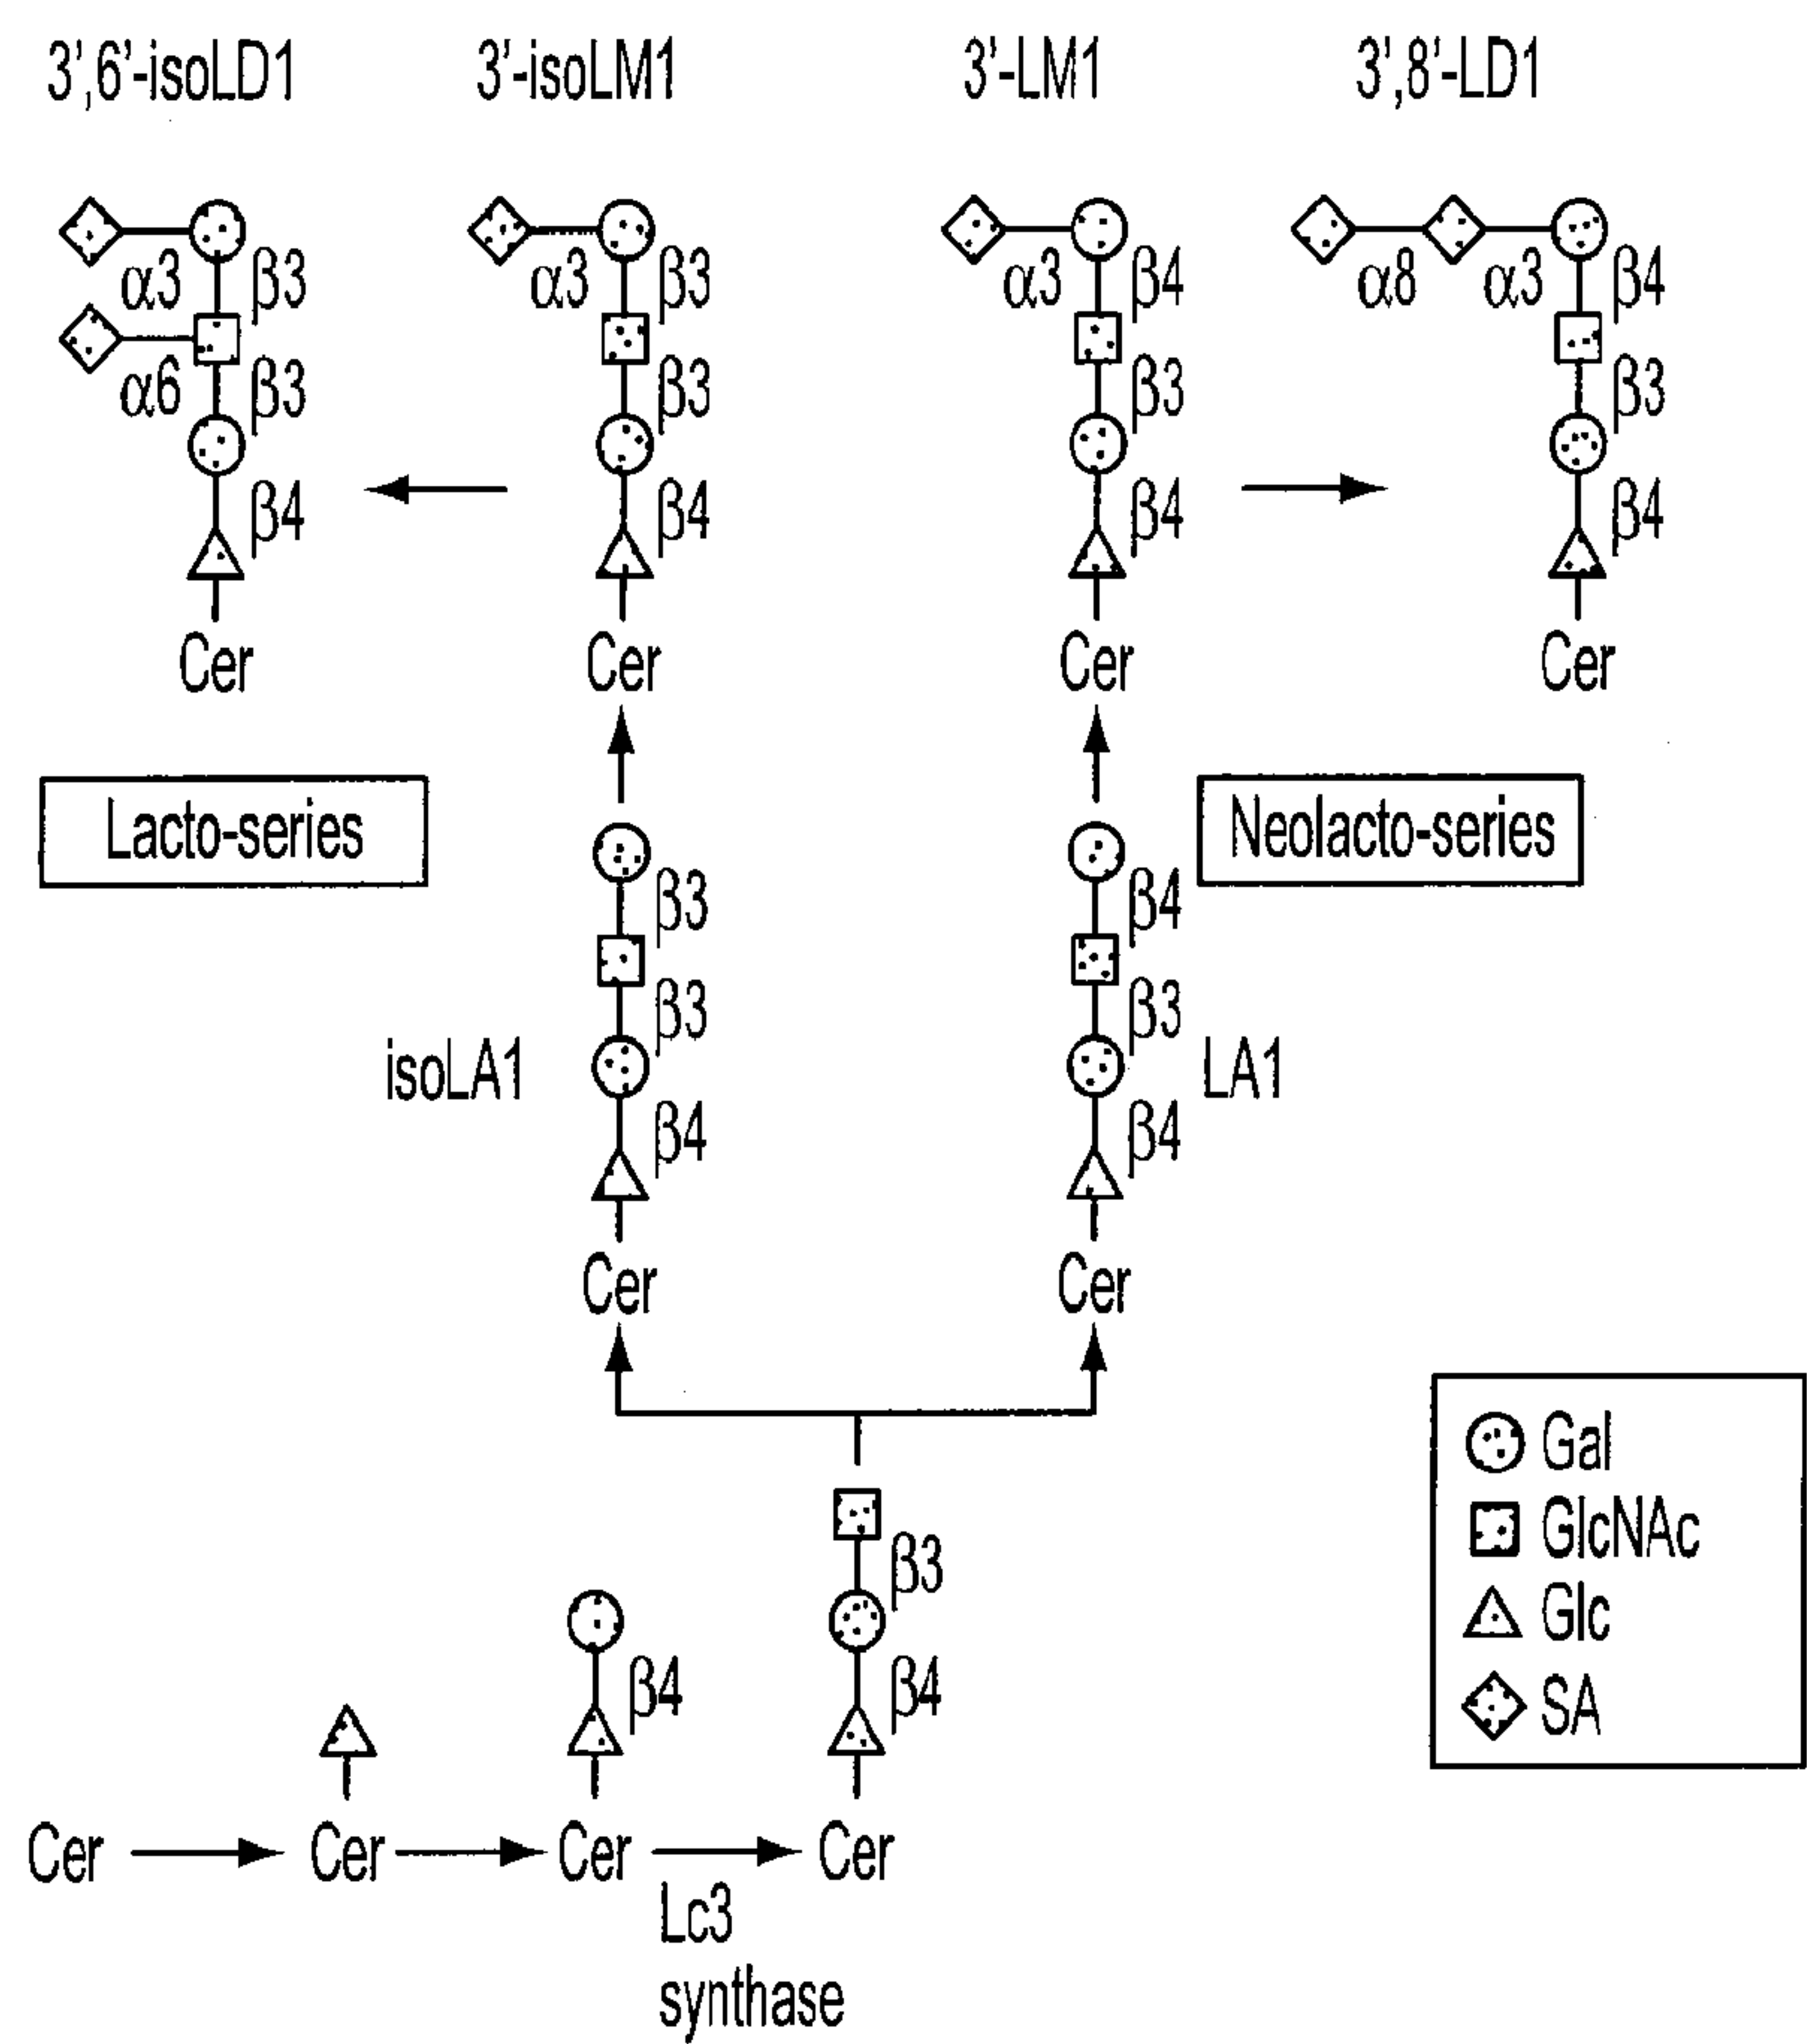 3',6'-isoLD1 3'-isoLM1 3'-LM1 3',8'-LD1
α3 β3 α3 β3 α3 β4 α8 α3 β4
α6 β3 β3 β3 β3
β4 β4 β4 β4
Cer Cer Cer Cer
Lacto-series Neolacto-series
β3 β4
β3 β3
isoLA1 LA1
β4 β4
Cer Cer
Gal
GlcNAc
Glc
SA
β3
β4 β4
Cer Cer Cer Cer
Lc3
synthase